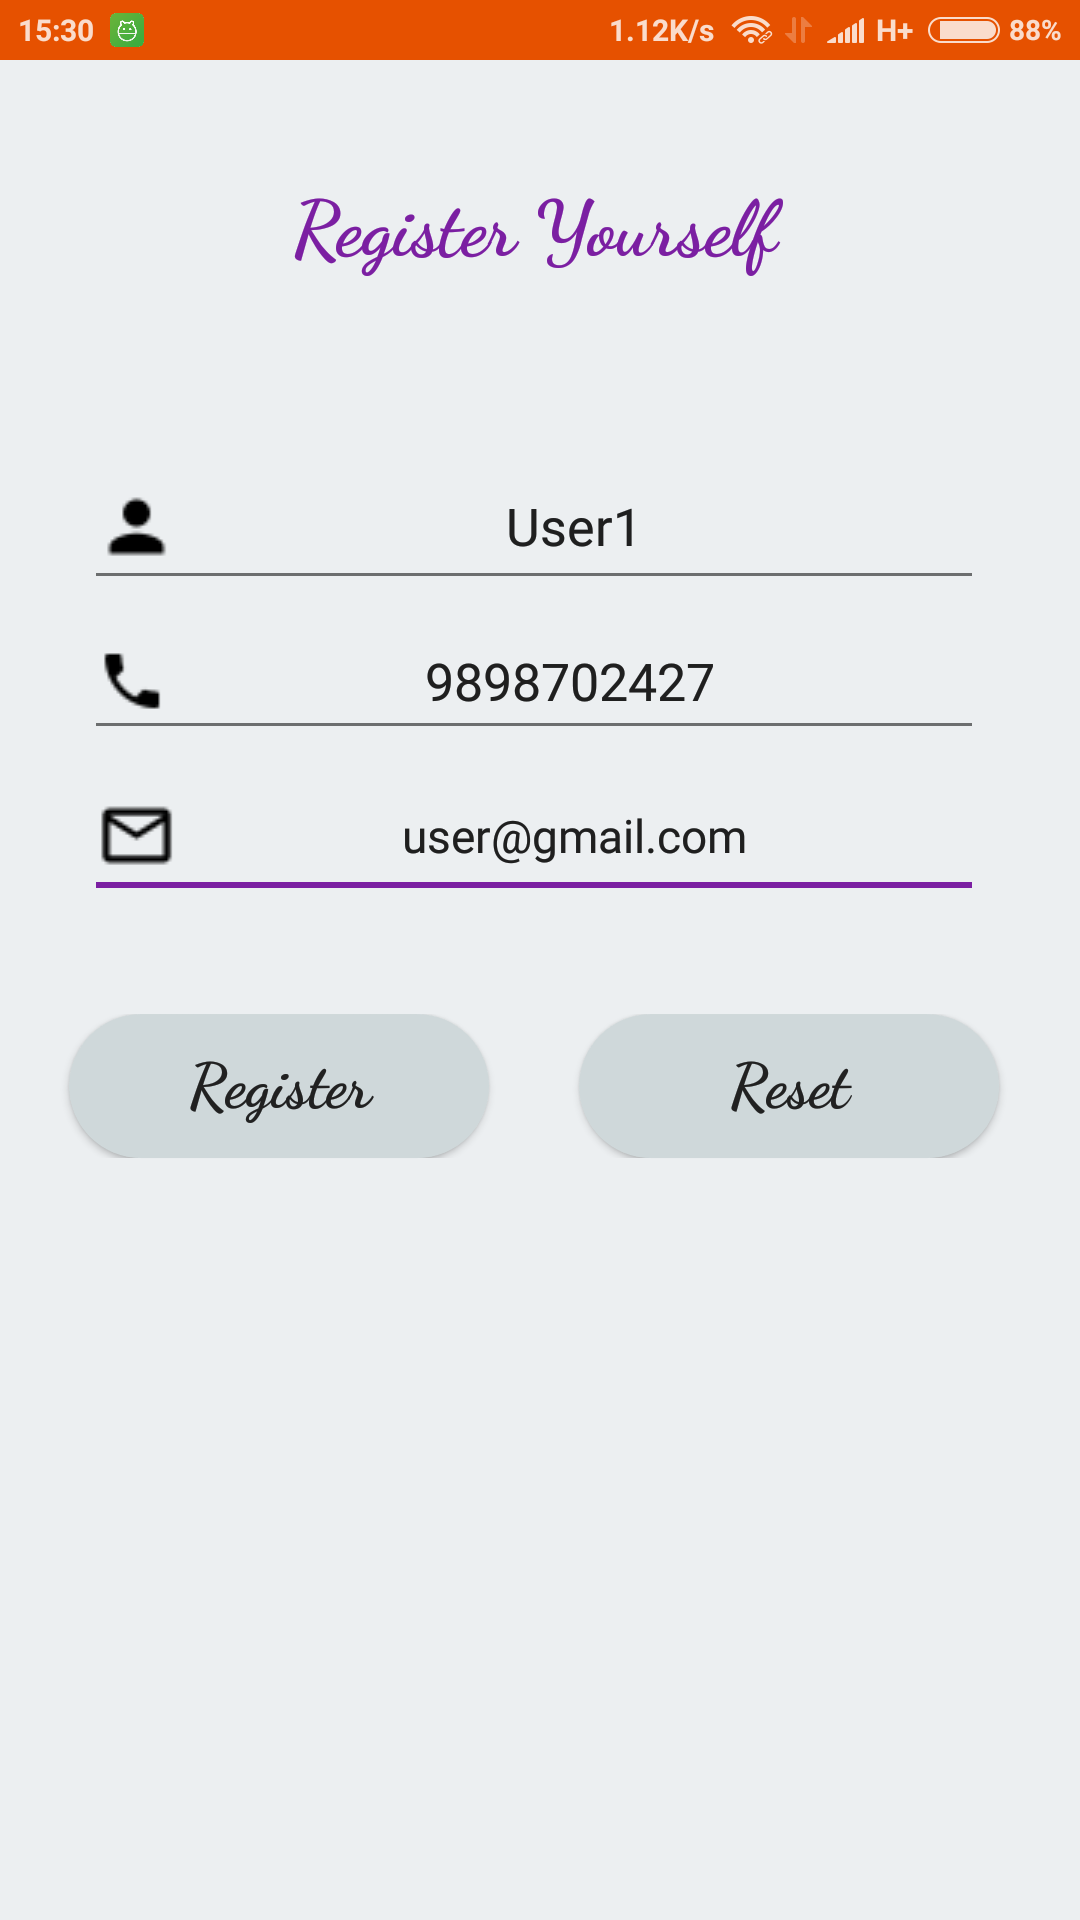 15:30 1.12K/s H+ 88%
Register Yourself
User1
9898702427
user@gmail.com
Register Reset